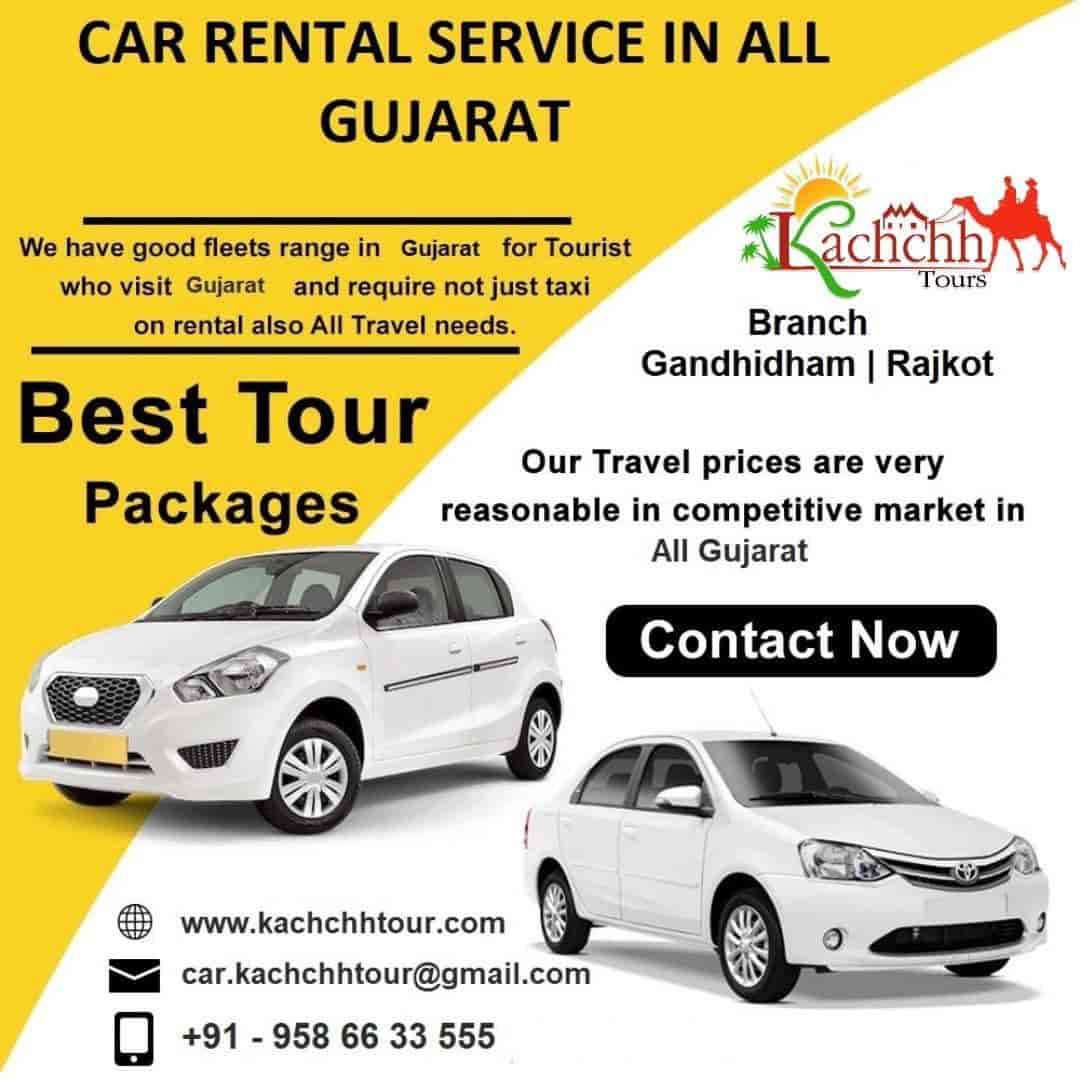 CAR RENTAL SERVICE IN ALL
GUJARAT
We have good fleets range in Gujarat for Tourist
who visit Gujarat and require not just taxi
on rental also All Travel needs.
Best Tour
Packages
Kachchh
Tours
Branch
Gandhidham | Rajkot
Our Travel prices are very
reasonable in competitive market in
All Gujarat
Contact Now
www.kachchhtour.com
car.kachchhtour@gmail.com
+91 - 958 66 33 555